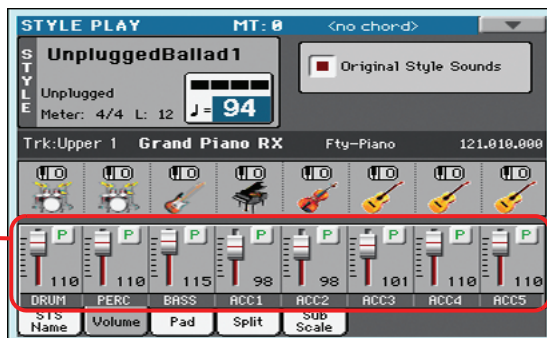 STYLE PLAY MT: 0 <no chord>
STYLE
UnpluggedBallad1
Unplugged
Meter: 4/4 L: 12 ♩= 94
Original Style Sounds
Trk:Upper 1 Grand Piano RX Fty-Piano 121.010.000
P P P P P P P P
110 110 115 98 98 101 110 110
DRUM PERC BASS ACC1 ACC2 ACC3 ACC4 ACC5
STS Name Volume Pad Split Sub Scale